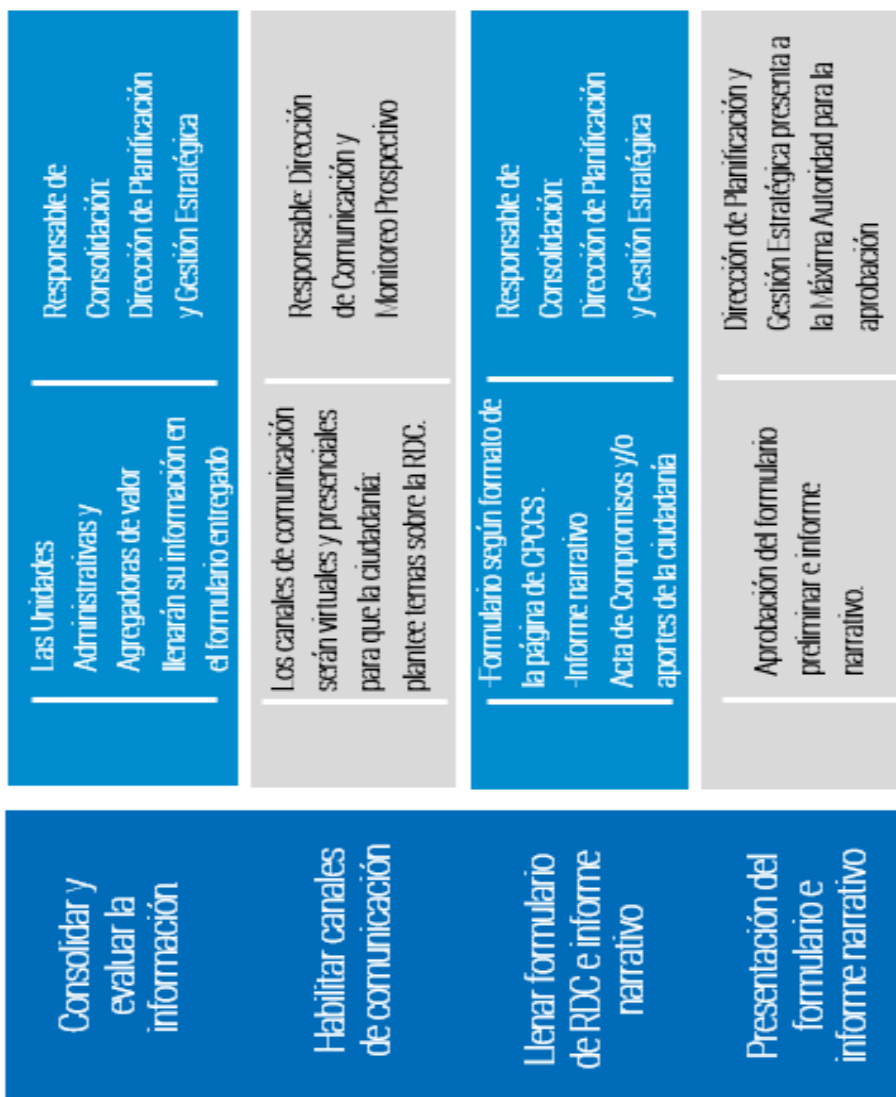 Consolidar y
evaluar la
información
Las Unidades
Administrativas y
Agregadoras de valor
llenarán su información en
el formulario entregado
Responsable de
Consolidación:
Dirección de Planificación
y Gestión Estratégica
Habilitar canales
de comunicación
Los canales de comunicación
serán virtuales y presenciales
para que la ciudadanía:
plantee temas sobre la RDC.
Responsable: Dirección
de Comunicación y
Monitoreo Prospectivo
Llenar formulario
de RDC e informe
narrativo
-Formulario según formato de
la página de CPCCS .
-Informe narrativo
Acta de Compromisos y/o
aportes de la ciudadanía
Responsable de
Consolidación:
Dirección de Planificación
y Gestión Estratégica
Presentación del
formulario e
informe narrativo
Aprobación del formulario
preliminar e informe
narrativo.
Dirección de Planificación y
Gestión Estratégica presenta a
la Máxima Autoridad para la
aprobación